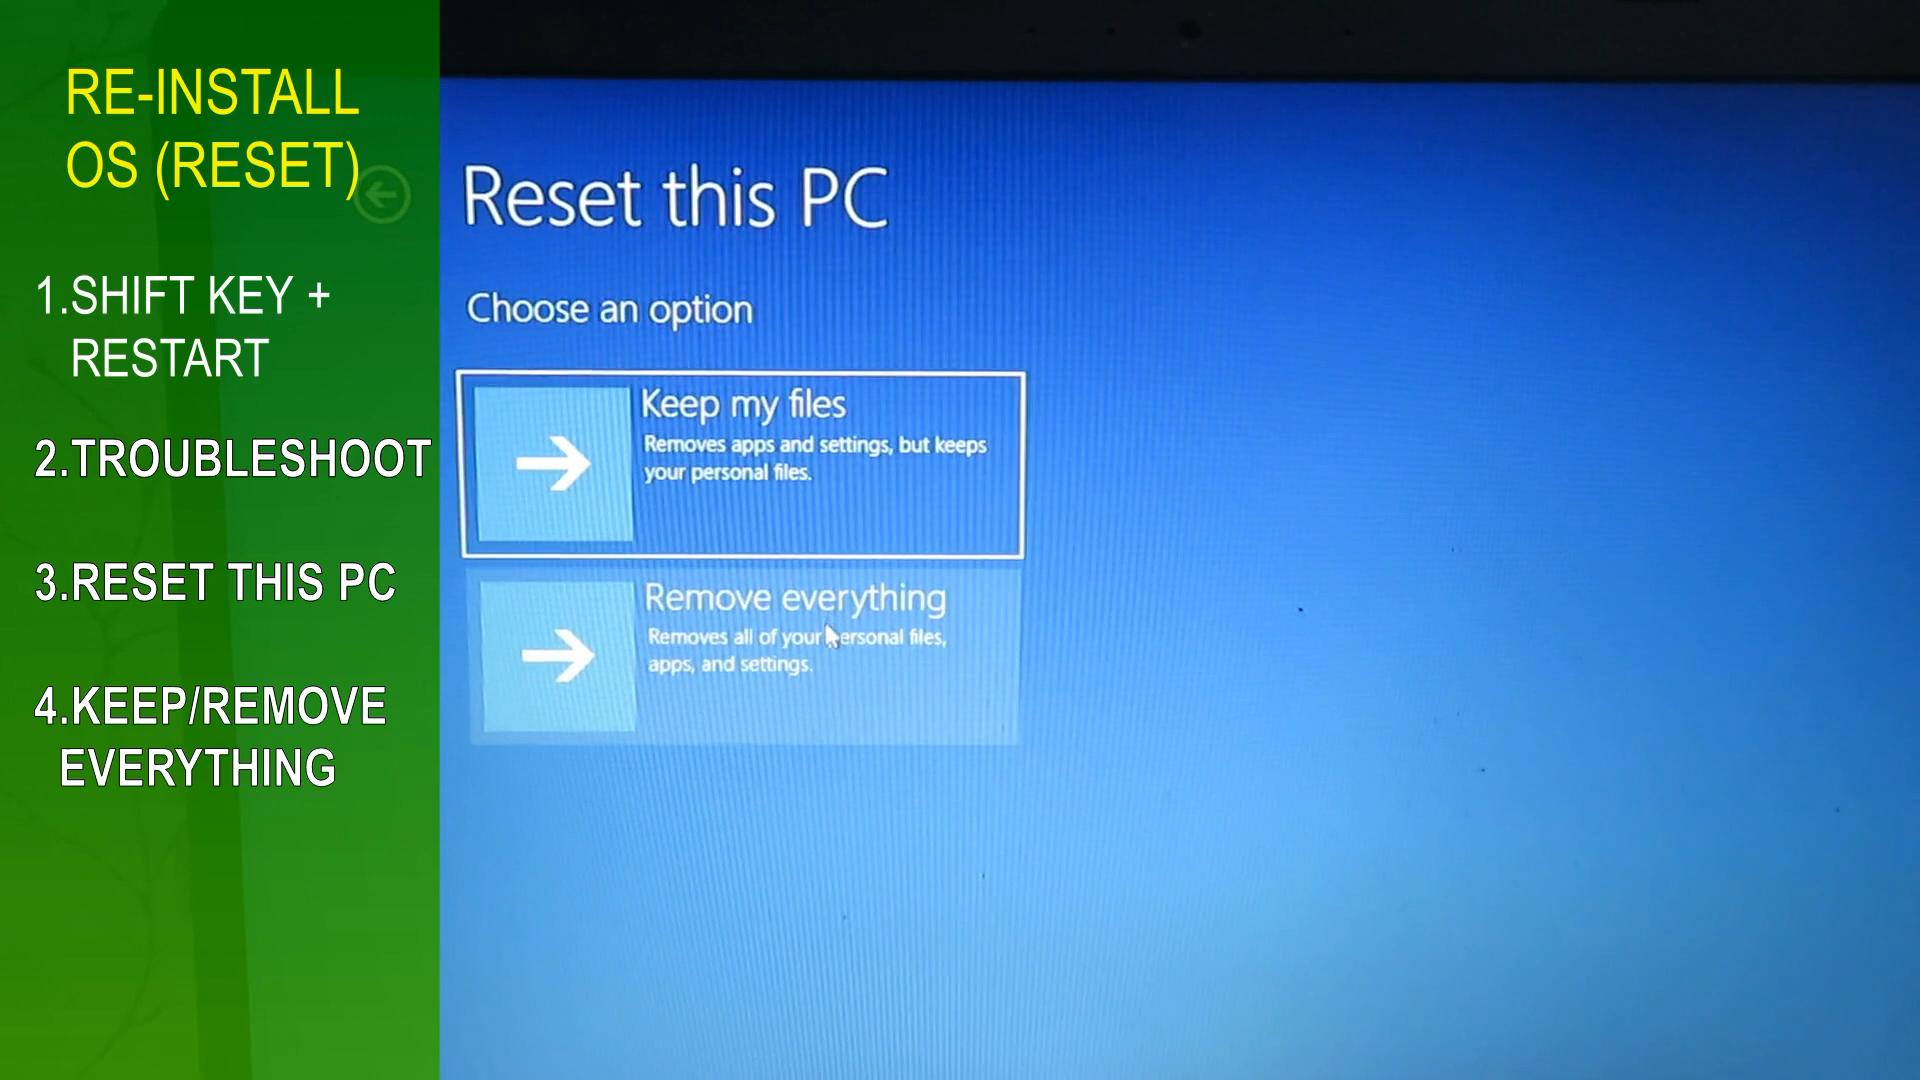 RE-INSTALL
OS (RESET)
1.SHIFT KEY +
RESTART
2.TROUBLESHOOT
3.RESET THIS PC
4.KEEP/REMOVE
EVERYTHING
Reset this PC
Choose an option
Keep my files
Removes apps and settings, but keeps
your personal files.
Remove everything
Removes all of your personal files,
apps, and settings.